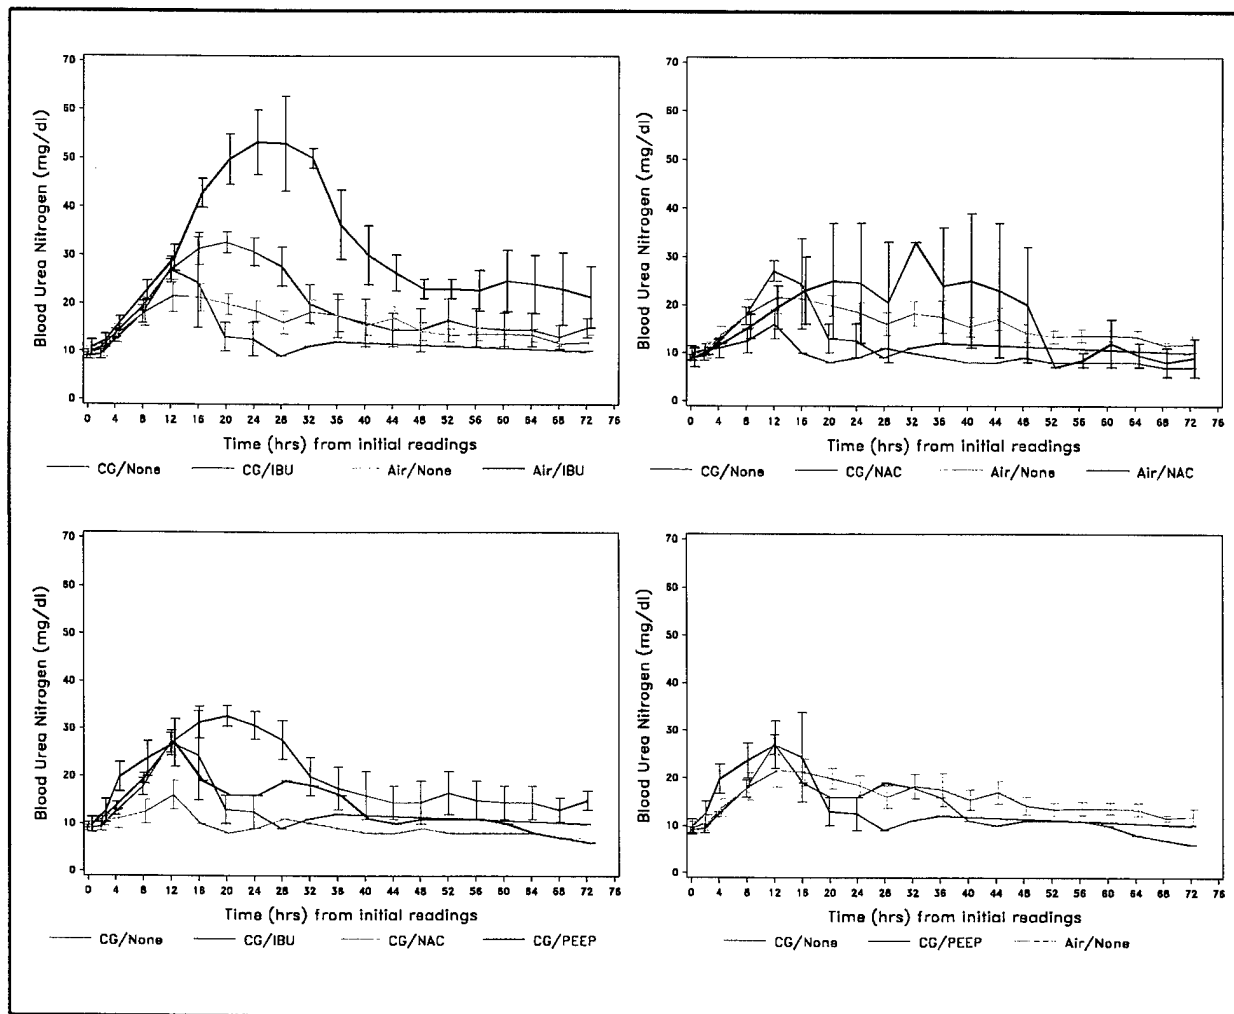 70
60
50
40
30
20
10
0
Blood Urea Nitrogen (mg/dl)
0 4 8 12 16 20 24 28 32 36 40 44 48 52 56 60 64 68 72 76
Time (hrs) from initial readings
CG/None CG/IBU Air/None Air/IBU
70
60
50
40
30
20
10
0
Blood Urea Nitrogen (mg/dl)
0 4 8 12 16 20 24 28 32 36 40 44 48 52 56 60 64 68 72 76
Time (hrs) from initial readings
CG/None CG/NAC Air/None Air/NAC
70
60
50
40
30
20
10
0
Blood Urea Nitrogen (mg/dl)
0 4 8 12 16 20 24 28 32 36 40 44 48 52 56 60 64 68 72 76
Time (hrs) from initial readings
CG/None CG/IBU CG/NAC CG/PEEP
70
60
50
40
30
20
10
0
Blood Urea Nitrogen (mg/dl)
0 4 8 12 16 20 24 28 32 36 40 44 48 52 56 60 64 68 72 76
Time (hrs) from initial readings
CG/None CG/PEEP Air/None